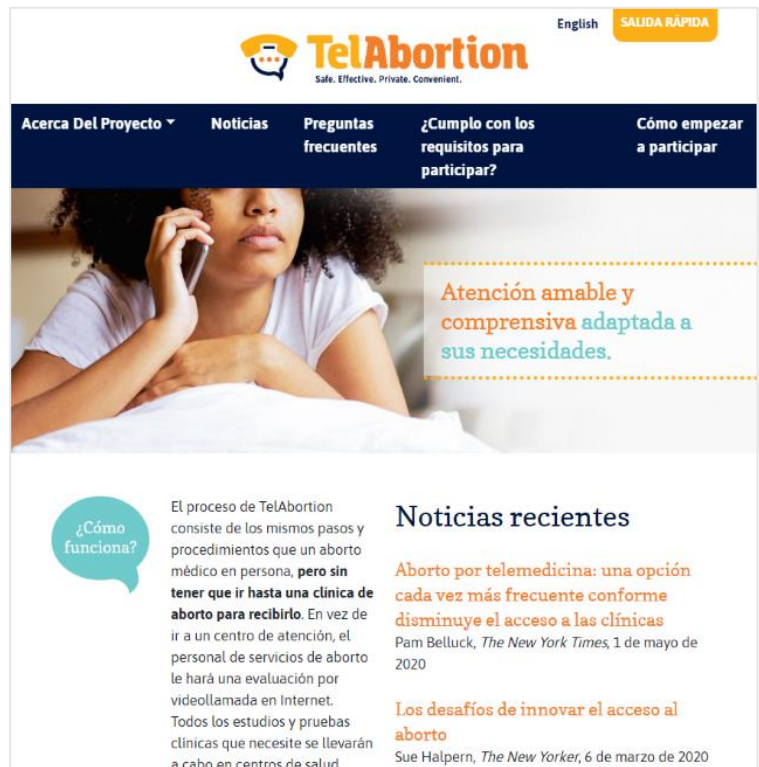 English
SALIDA RÁPIDA
TelAbortion
Safe. Effective. Private. Convenient.
Acerca Del Proyecto
Noticias
Preguntas
frecuentes
¿Cumplo con los
requisitos para
participar?
Cómo empezar
a participar
Atención amable y
comprensiva adaptada a
sus necesidades.
¿Cómo
funciona?
El proceso de TelAbortion
consiste de los mismos pasos y
procedimientos que un aborto
médico en persona, pero sin
tener que ir hasta una clínica de
aborto para recibirlo. En vez de
ir a un centro de atención, el
personal de servicios de aborto
le hará una evaluación por
videollamada en Internet.
Todos los estudios y pruebas
clínicas que necesite se llevarán
a cabo en centros de salud
Noticias recientes
Aborto por telemedicina: una opción
cada vez más frecuente conforme
disminuye el acceso a las clínicas
Pam Belluck, The New York Times, 1 de mayo de
2020
Los desafíos de innovar el acceso al
aborto
Sue Halpern, The New Yorker, 6 de marzo de 2020